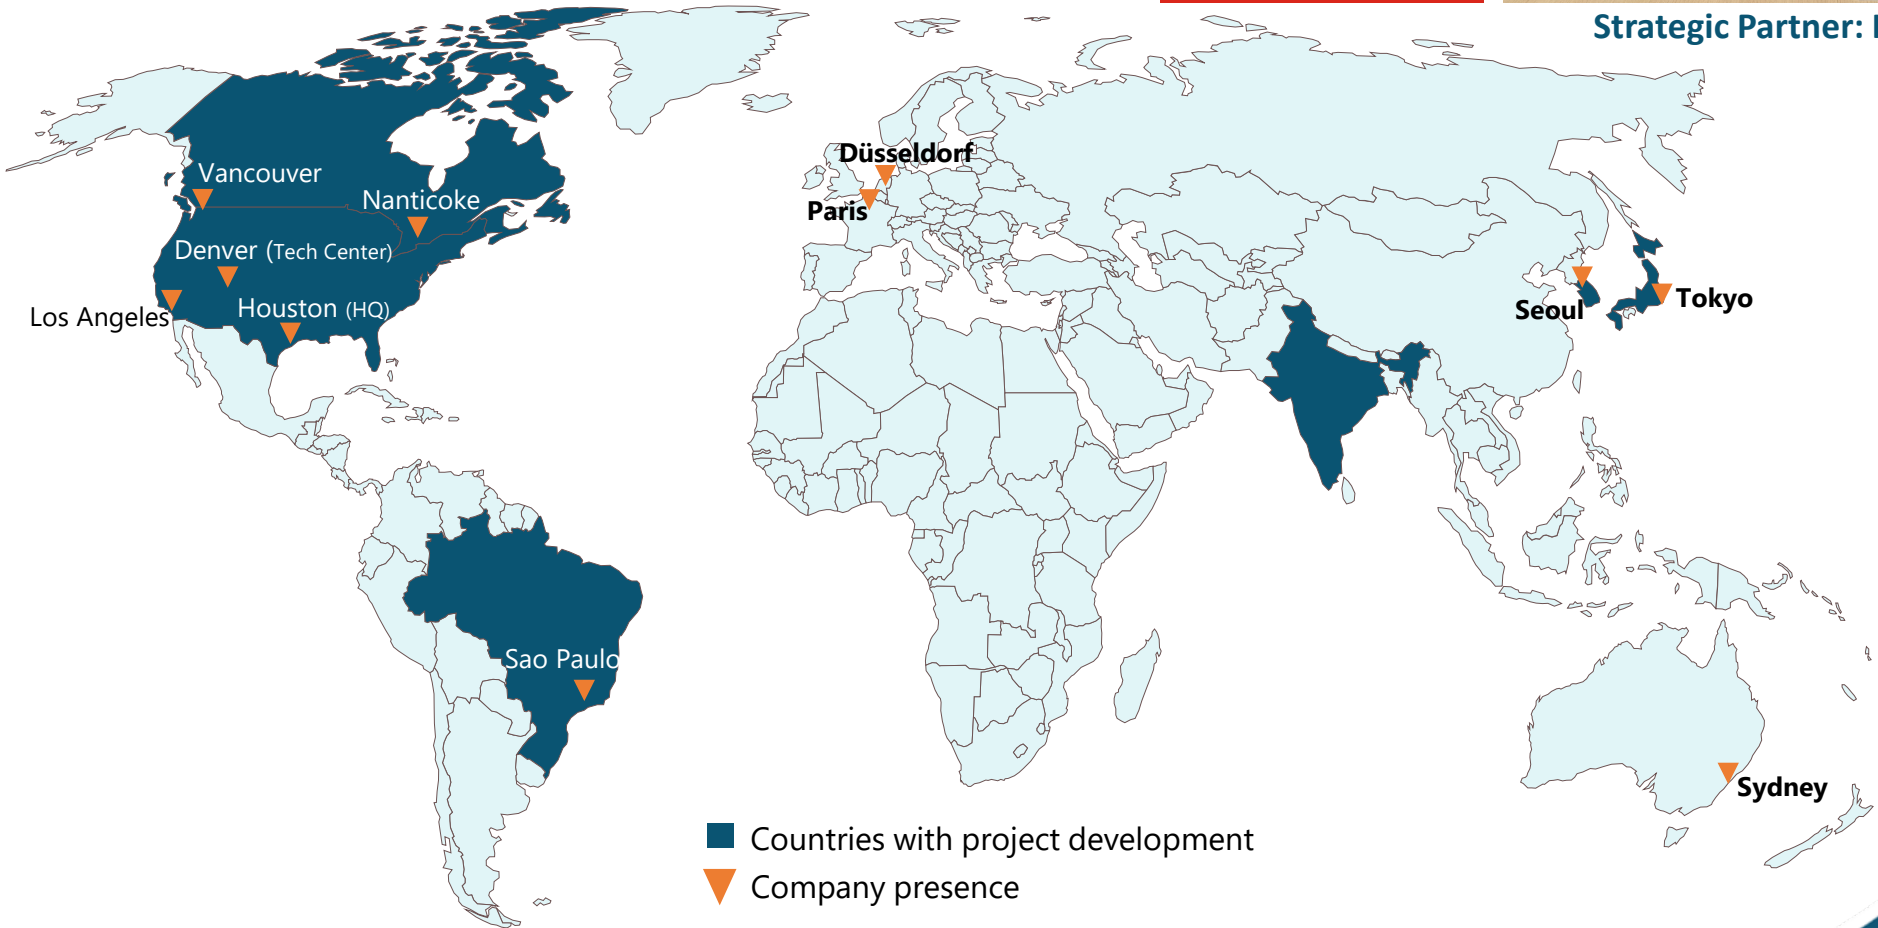 Strategic Partner:
Düsseldorf
Vancouver
Nanticoke
Paris
Denver (Tech Center)
Los Angeles
Houston (HQ)
Seoul
Tokyo
Sao Paulo
Sydney
Countries with project development
Company presence